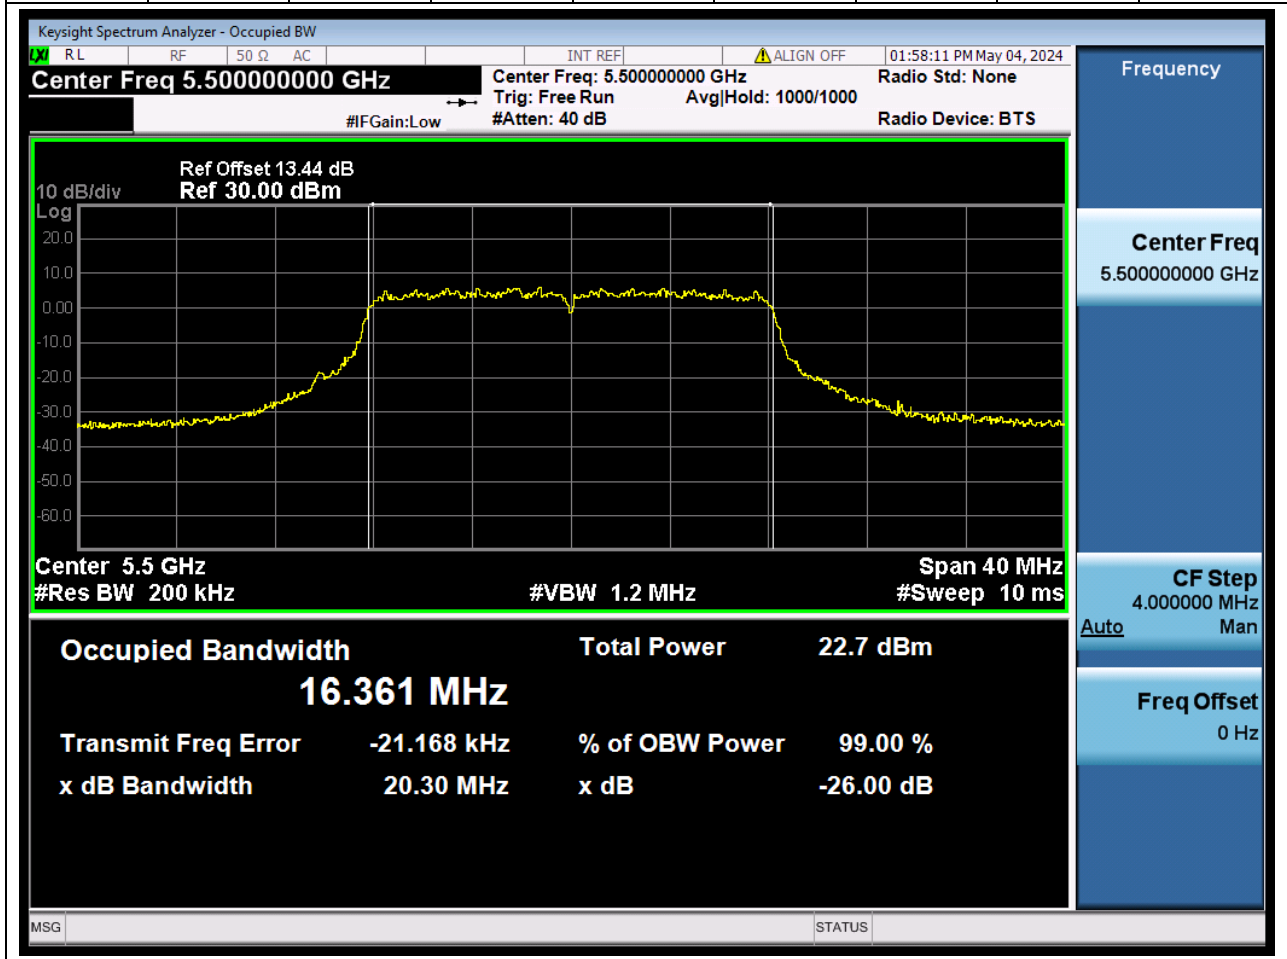 Keysight Spectrum Analyzer - Occupied BW
LXI RL RF 50 Ω AC INT REF ALIGN OFF 01:58:11 PM May 04, 2024
Center Freq 5.500000000 GHz
Center Freq: 5.500000000 GHz
Radio Std: None
Trig: Free Run Avg|Hold: 1000/1000
#IFGain:Low
#Atten: 40 dB
Radio Device: BTS
Ref Offset 13.44 dB
10 dB/div Ref 30.00 dBm
Log
20.0
10.0
0.00
-10.0
-20.0
-30.0
-40.0
-50.0
-60.0
Center 5.5 GHz Span 40 MHz
#Res BW 200 kHz #VBW 1.2 MHz #Sweep 10 ms
Occupied Bandwidth Total Power 22.7 dBm
16.361 MHz
Transmit Freq Error -21.168 kHz % of OBW Power 99.00 %
x dB Bandwidth 20.30 MHz x dB -26.00 dB
Frequency
Center Freq
5.500000000 GHz
CF Step
4.000000 MHz
Auto Man
Freq Offset
0 Hz
MSG STATUS